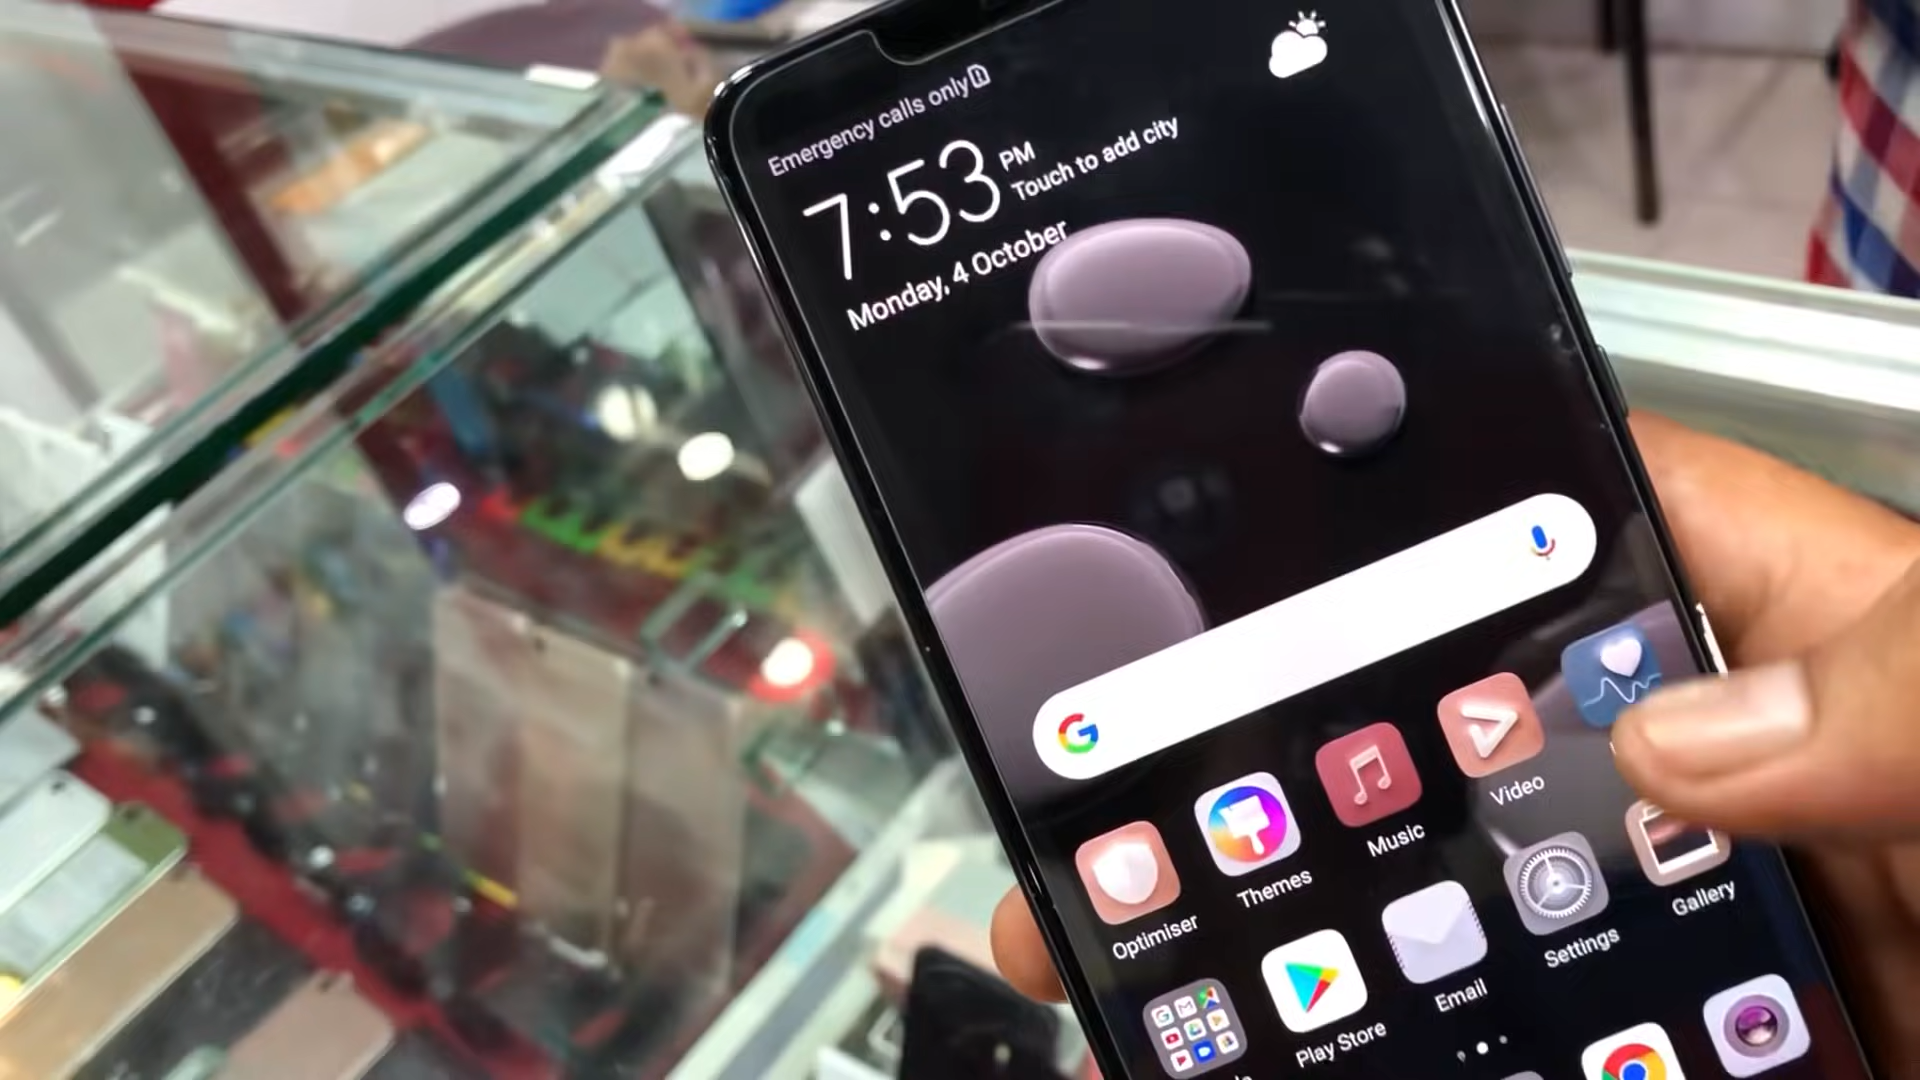 Emergency calls only
7:53 PM
Touch to add city
Monday, 4 October
Video
Music
Themes
Optimiser
Gallery
Settings
Email
Play Store